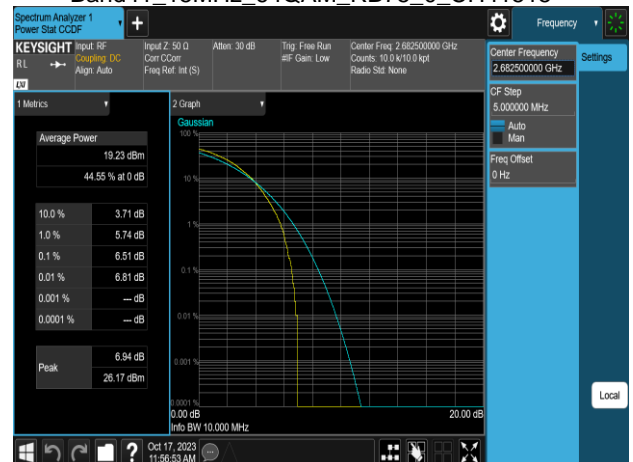 Spectrum Analyzer 1
Power Stat CCDF
Frequency
KEYSIGHT
RL
LXI
Input: RF
Coupling: DC
Align: Auto
Input Z: 50 Ω
Corr CCorr
Freq Ref: Int (S)
Atten: 30 dB
Trig: Free Run
#IF Gain: Low
Center Freq: 2.682500000 GHz
Counts: 10.0 k/10.0 kpt
Radio Std: None
Center Frequency
2.682500000 GHz
Settings
CF Step
5.000000 MHz
Auto
Man
Freq Offset
0 Hz
1 Metrics
2 Graph
Average Power
19.23 dBm
44.55 % at 0 dB
10.0 % 3.71 dB
1.0 % 5.74 dB
0.1 % 6.51 dB
0.01 % 6.81 dB
0.001 % --- dB
0.0001 % --- dB
Peak
6.94 dB
26.17 dBm
Gaussian
100 %
10 %
1 %
0.1 %
0.01 %
0.001 %
0.0001 %
0.00 dB 20.00 dB
Info BW 10.000 MHz
Local
?
Oct 17, 2023
11:56:53 AM